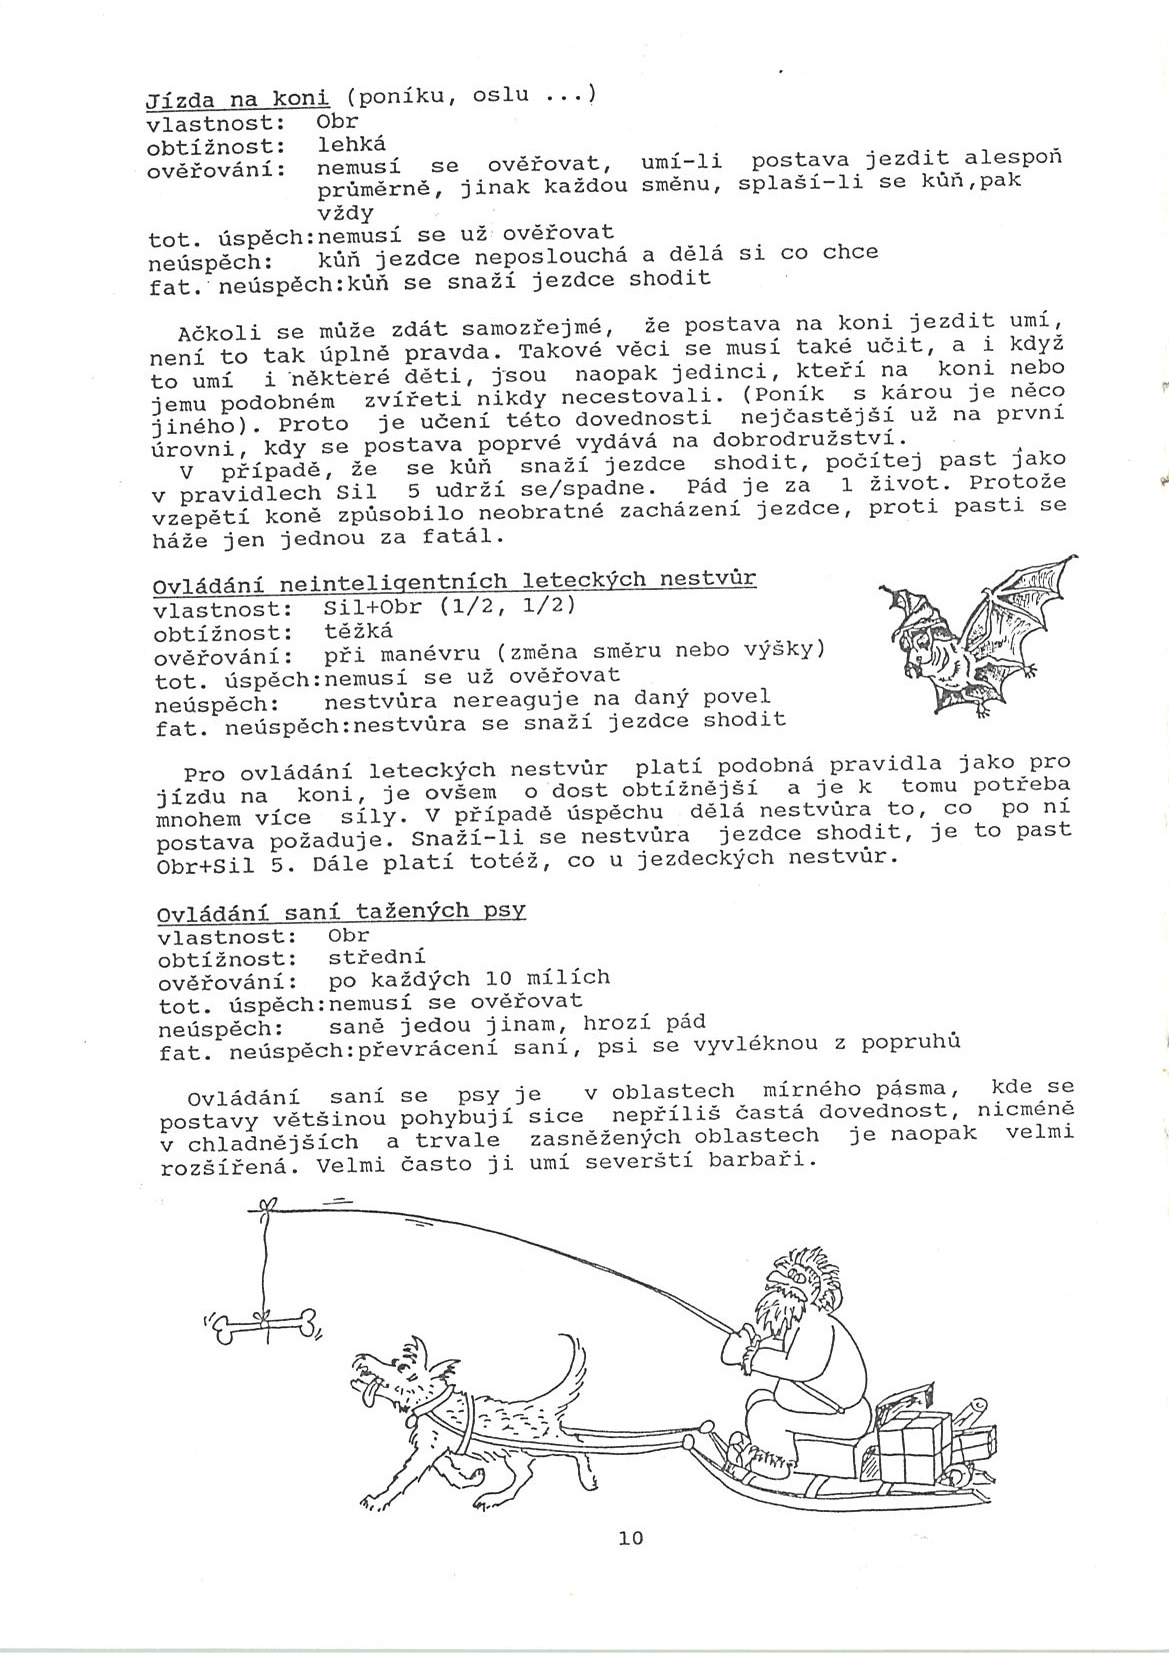 Jízda na koni (poníku, oslu ...)
vlastnost: Obr
obtížnost: lehká
ověřování: nemusí se ověřovat, umí-li postava jezdit alespoň
průměrně, jinak každou směnu, splaší-li se kůň,pak
vždy
tot. úspěch:nemusí se už ověřovat
neúspěch: kůň jezdce neposlouchá a dělá si co chce
fat. neúspěch:kůň se snaží jezdce shodit
Ačkoli se může zdát samozřejmé, že postava na koni jezdit umí,
není to tak úplně pravda. Takové věci se musí také učit, a i když
to umí i některé děti, jsou naopak jedinci, kteří na koni nebo
jemu podobném zvířeti nikdy necestovali. (Poník s károu je něco
jiného). Proto je učení této dovednosti nejčastější už na první
úrovni, kdy se postava poprvé vydává na dobrodružství.
V případě, že se kůň snaží jezdce shodit, počítej past jako
v pravidlech Sil 5 udrží se/spadne. Pád je za 1 život. Protože
vzepětí koně způsobilo neobratné zacházení jezdce, proti pasti se
háže jen jednou za fatál.
Ovládání neinteligentních leteckých nestvůr
vlastnost: Sil+Obr (1/2, 1/2)
obtížnost: těžká
ověřování: při manévru (změna směru nebo výšky)
tot. úspěch:nemusí se už ověřovat
neúspěch: nestvůra nereaguje na daný povel
fat. neúspěch:nestvůra se snaží jezdce shodit
Pro ovládání leteckých nestvůr platí podobná pravidla jako pro
jízdu na koni, je ovšem o dost obtížnější a je k tomu potřeba
mnohem více síly. V případě úspěchu dělá nestvůra to, co po ní
postava požaduje. Snaží-li se nestvůra jezdce shodit, je to past
Obr+Sil 5. Dále platí totéž, co u jezdeckých nestvůr.
Ovládání saní tažených psy
vlastnost: Obr
obtížnost: střední
ověřování: po každých 10 mílích
tot. úspěch:nemusí se ověřovat
neúspěch: saně jedou jinam, hrozí pád
fat. neúspěch:převrácení saní, psi se vyvléknou z popruhů
Ovládání saní se psy je v oblastech mírného pásma, kde se
postavy většinou pohybují sice nepříliš častá dovednost, nicméně
v chladnějších a trvale zasněžených oblastech je naopak velmi
rozšířená. Velmi často ji umí severští barbaři.
10